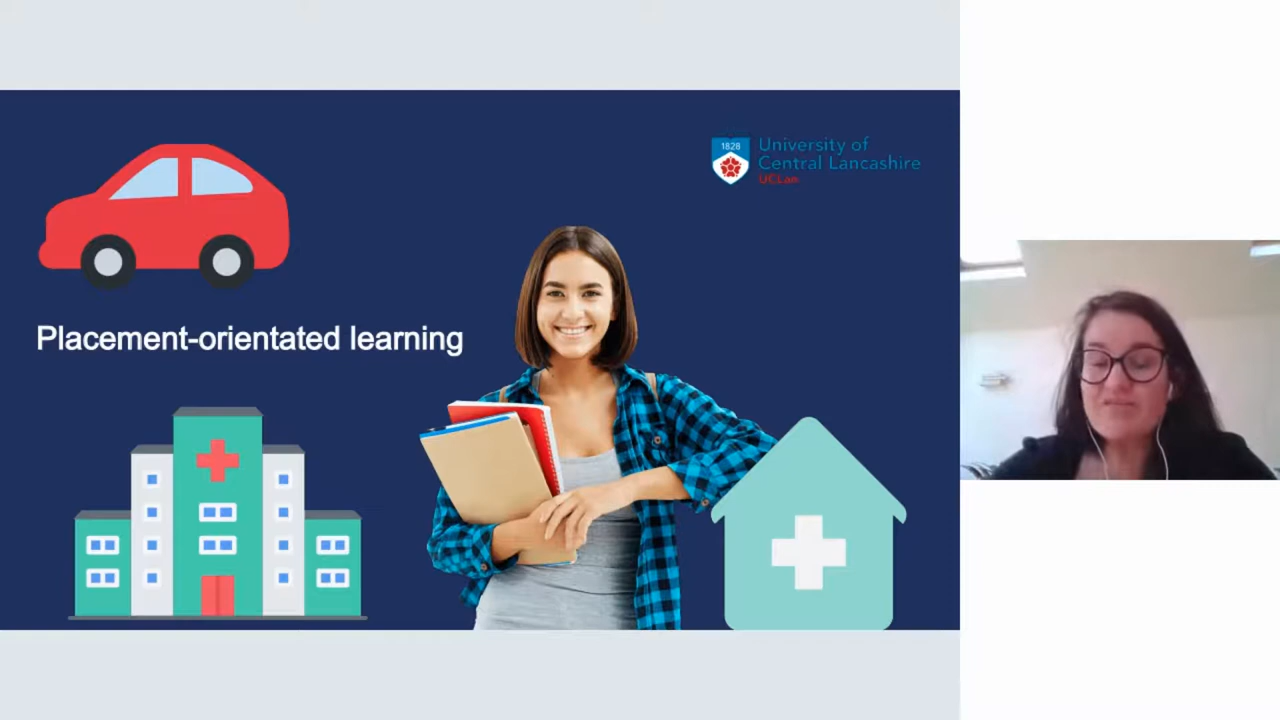 1828
University of
Central Lancashire
UCLan
Placement-orientated learning